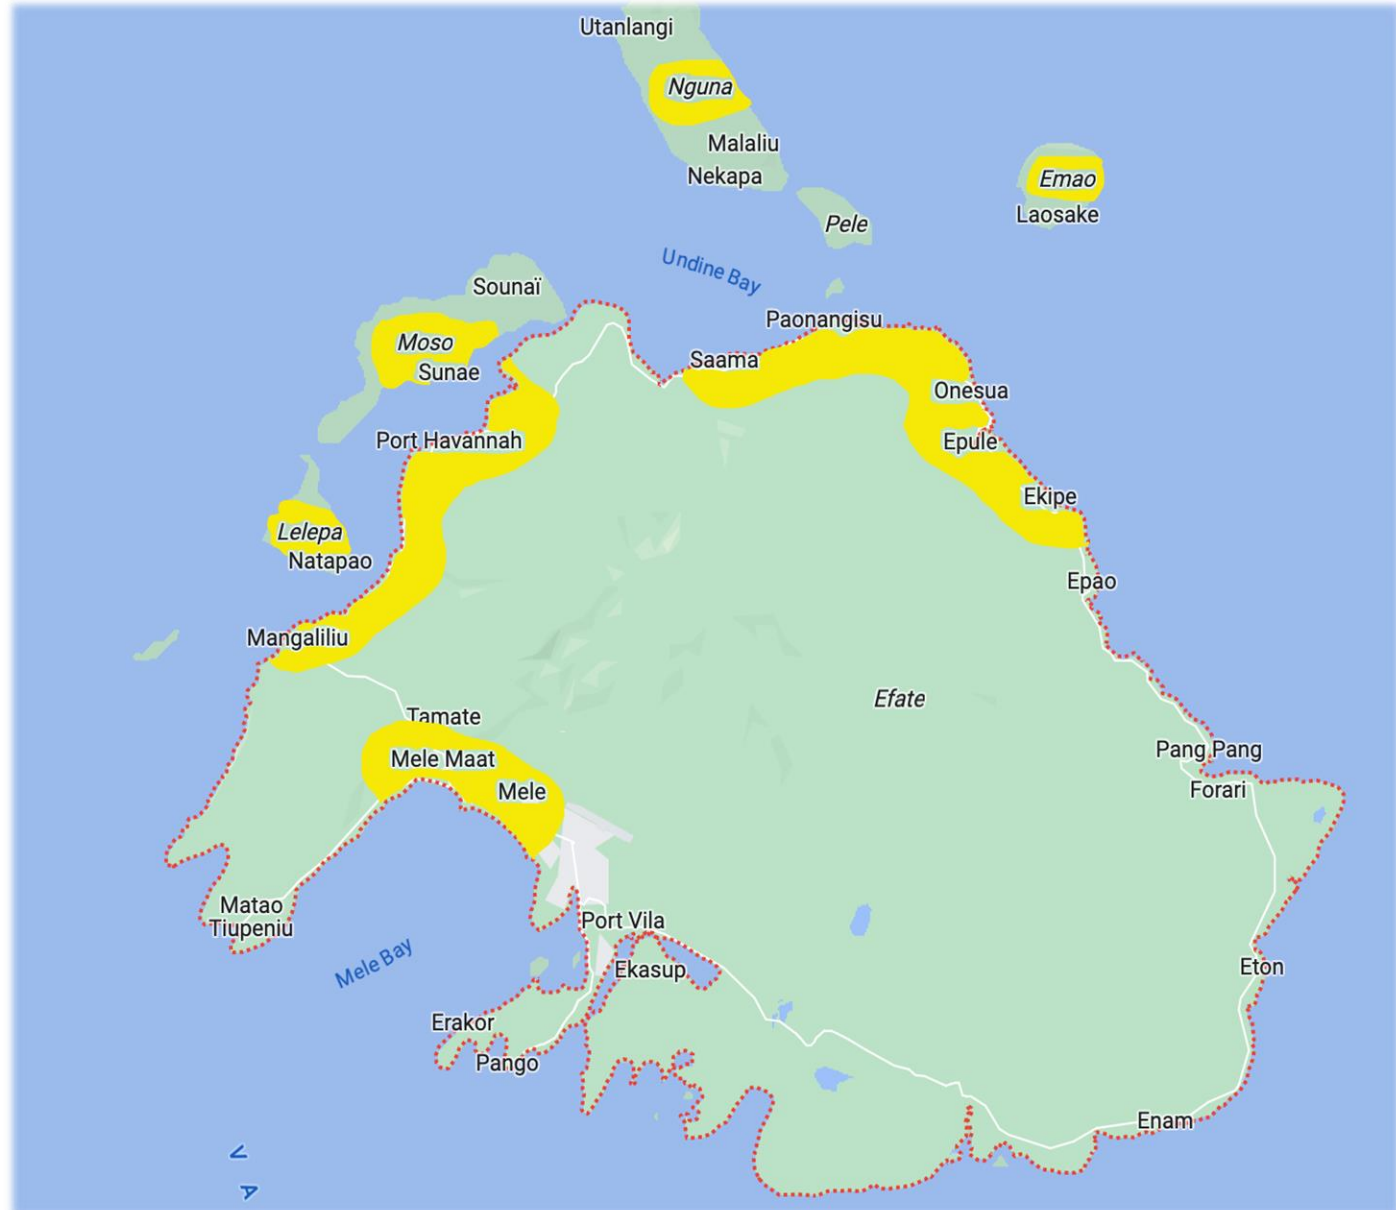 Utanlangi
Nguna
Malaliu
Nekapa
Emao
Laosake
Pele
Undine Bay
Sounaï
Paonangisu
Moso
Sunae
Saama
Onesua
Port Havannah
Epule
Ekipe
Lelepa
Natapao
Epao
Mangaliliu
Efate
Tamate
Pang Pang
Mele Maat
Mele
Forari
Matao
Tiupeniu
Port Vila
Mele Bay
Ekasup
Eton
Erakor
Pango
Enam
V A